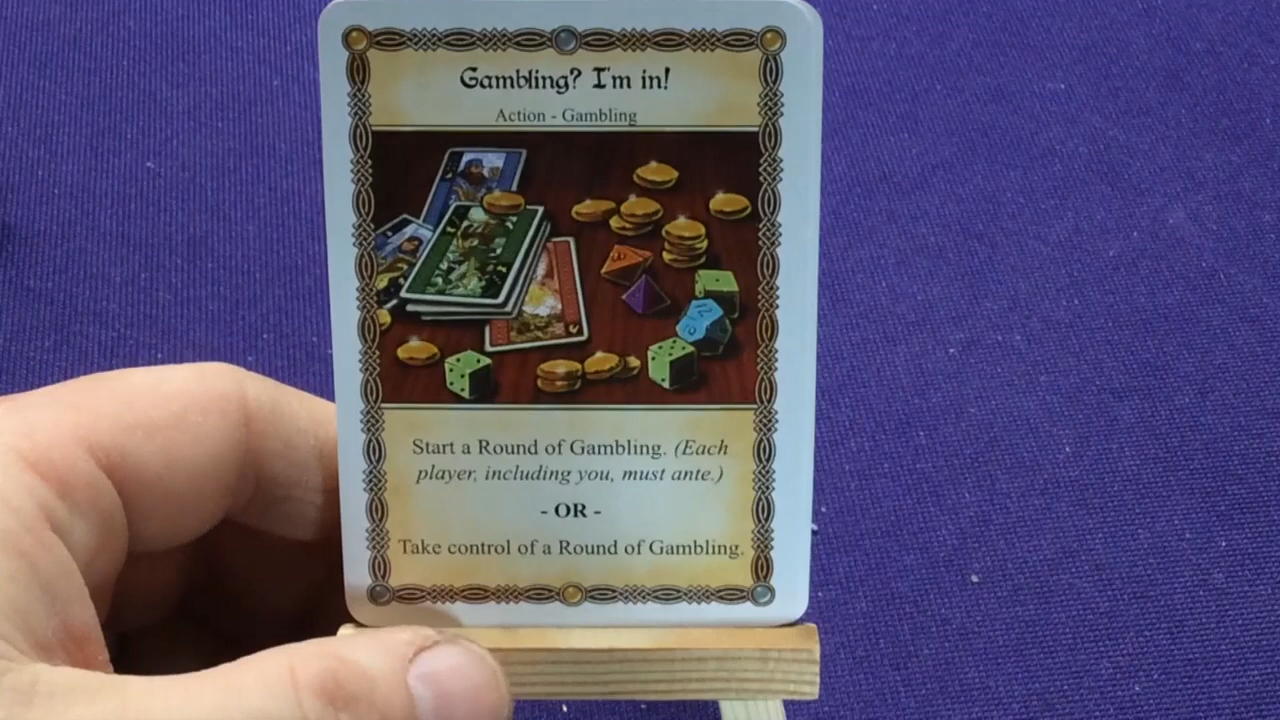 Gambling? I'm in!
Action - Gambling
12
Start a Round of Gambling. (Each
player, including you, must ante.)
- OR -
Take control of a Round of Gambling.